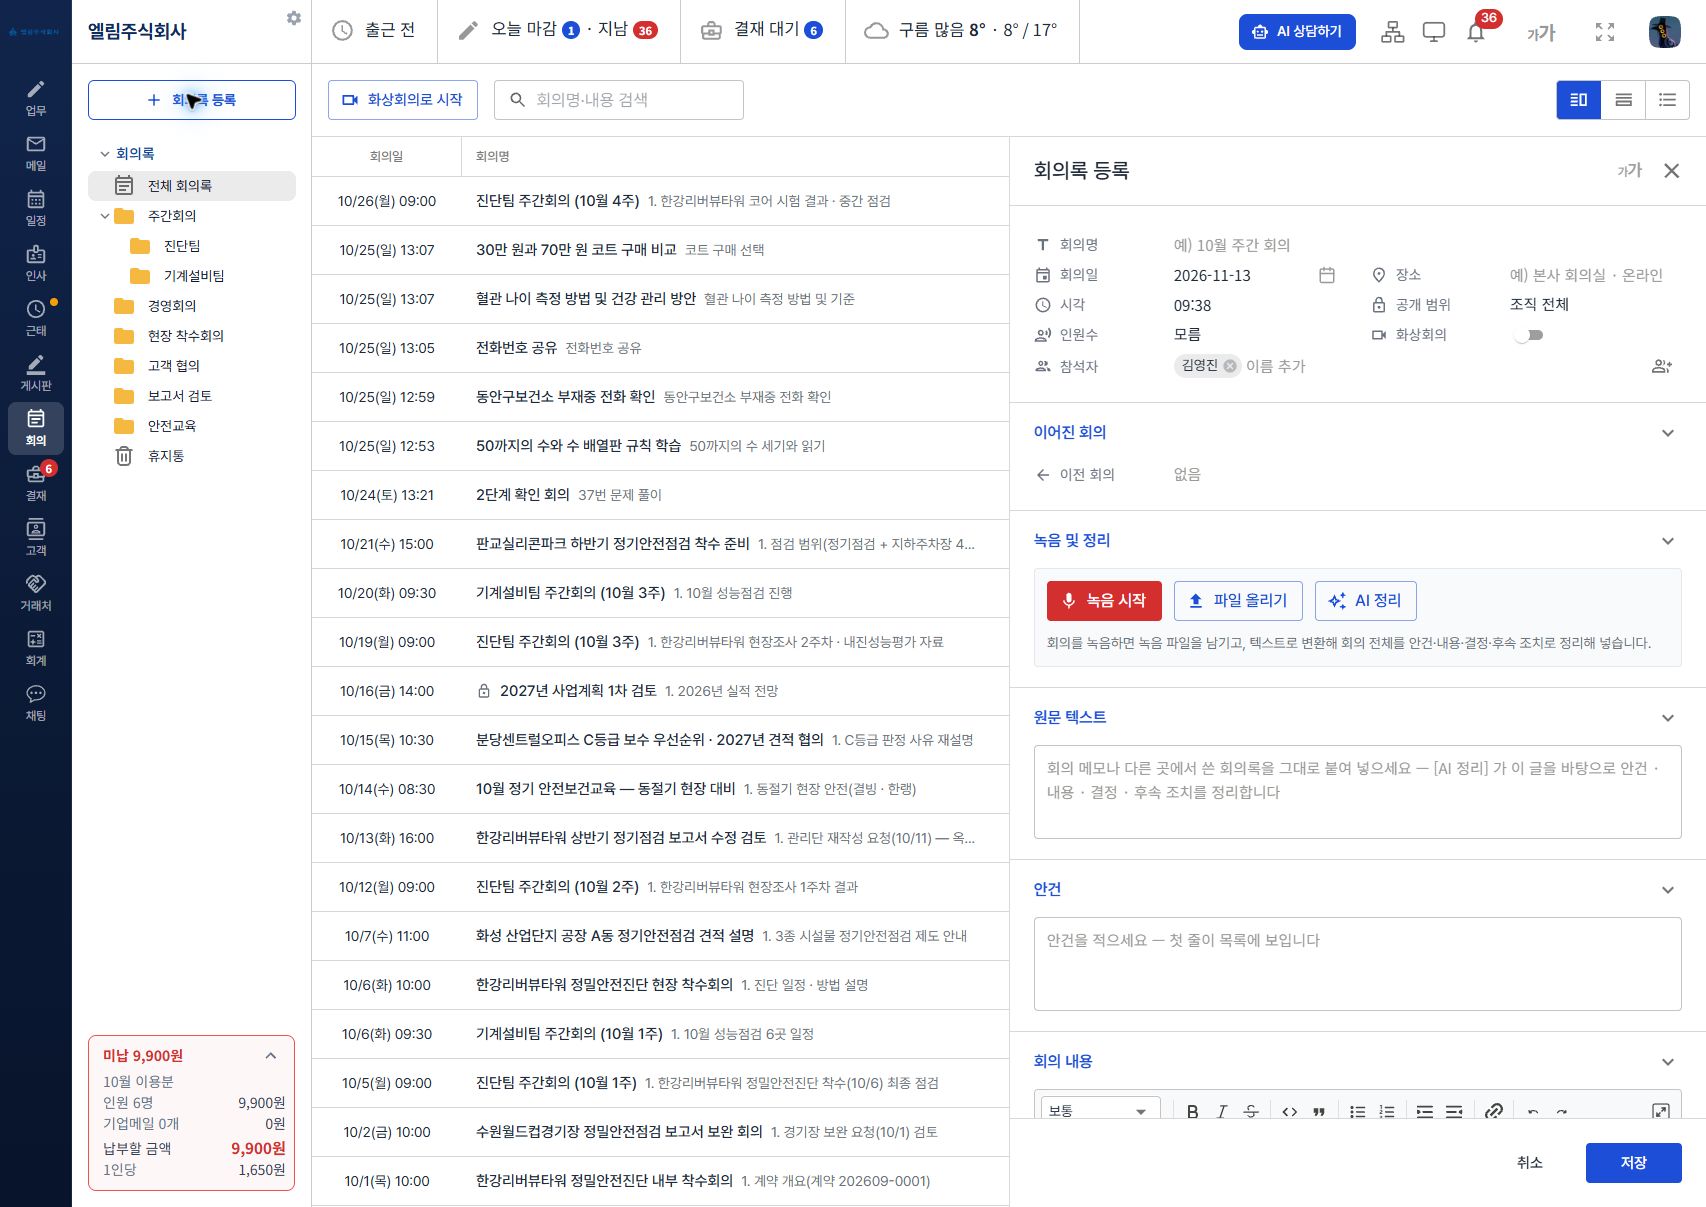 엘림주식회사
엘림주식회사
출근 전
오늘 마감 1 · 지남 36
결재 대기 6
구름 많음 8° · 8° / 17°
AI 상담하기
36
가가
업무
메일
일정
인사
근태
게시판
회의
6
결재
고객
거래처
회계
채팅
회의록 등록
회의록
전체 회의록
주간회의
진단팀
기계설비팀
경영회의
현장 착수회의
고객 협의
보고서 검토
안전교육
휴지통
미납 9,900원
10월 이용분
인원 6명 9,900원
기업메일 0개 0원
납부할 금액 9,900원
1인당 1,650원
화상회의로 시작
회의명·내용 검색
회의일 회의명
10/26(월) 09:00 진단팀 주간회의 (10월 4주) 1. 한강리버뷰타워 코어 시험 결과 · 중간 점검
10/25(일) 13:07 30만 원과 70만 원 코트 구매 비교 코트 구매 선택
10/25(일) 13:07 혈관 나이 측정 방법 및 건강 관리 방안 혈관 나이 측정 방법 및 기준
10/25(일) 13:05 전화번호 공유 전화번호 공유
10/25(일) 12:59 동안구보건소 부재중 전화 확인 동안구보건소 부재중 전화 확인
10/25(일) 12:53 50까지의 수와 수 배열판 규칙 학습 50까지의 수 세기와 읽기
10/24(토) 13:21 2단계 확인 회의 37번 문제 풀이
10/21(수) 15:00 판교실리콘파크 하반기 정기안전점검 착수 준비 1. 점검 범위(정기점검 + 지하주차장 4...
10/20(화) 09:30 기계설비팀 주간회의 (10월 3주) 1. 10월 성능점검 진행
10/19(월) 09:00 진단팀 주간회의 (10월 3주) 1. 한강리버뷰타워 현장조사 2주차 · 내진성능평가 자료
10/16(금) 14:00 2027년 사업계획 1차 검토 1. 2026년 실적 전망
10/15(목) 10:30 분당센트럴오피스 C등급 보수 우선순위 · 2027년 견적 협의 1. C등급 판정 사유 재설명
10/14(수) 08:30 10월 정기 안전보건교육 — 동절기 현장 대비 1. 동절기 현장 안전(결빙 · 한랭)
10/13(화) 16:00 한강리버뷰타워 상반기 정기점검 보고서 수정 검토 1. 관리단 재작성 요청(10/11) — 옥...
10/12(월) 09:00 진단팀 주간회의 (10월 2주) 1. 한강리버뷰타워 현장조사 1주차 결과
10/7(수) 11:00 화성 산업단지 공장 A동 정기안전점검 견적 설명 1. 3종 시설물 정기안전점검 제도 안내
10/6(화) 10:00 한강리버뷰타워 정밀안전진단 현장 착수회의 1. 진단 일정 · 방법 설명
10/6(화) 09:30 기계설비팀 주간회의 (10월 1주) 1. 10월 성능점검 6곳 일정
10/5(월) 09:00 진단팀 주간회의 (10월 1주) 1. 한강리버뷰타워 정밀안전진단 착수(10/6) 최종 점검
10/2(금) 10:00 수원월드컵경기장 정밀안전점검 보고서 보완 회의 1. 경기장 보완 요청(10/1) 검토
10/1(목) 10:00 한강리버뷰타워 정밀안전진단 내부 착수회의 1. 계약 개요(계약 202609-0001)
회의록 등록
가가
회의명 예) 10월 주간 회의
회의일 2026-11-13 장소 예) 본사 회의실 · 온라인
시각 09:38 공개 범위 조직 전체
인원수 모름 화상회의
참석자 김영진 이름 추가
이어진 회의
이전 회의 없음
녹음 및 정리
녹음 시작 파일 올리기 AI 정리
회의를 녹음하면 녹음 파일을 남기고, 텍스트로 변환해 회의 전체를 안건·내용·결정·후속 조치로 정리해 넣습니다.
원문 텍스트
회의 메모나 다른 곳에서 쓴 회의록을 그대로 붙여 넣으세요 — [AI 정리] 가 이 글을 바탕으로 안건 ·
내용 · 결정 · 후속 조치를 정리합니다
안건
안건을 적으세요 — 첫 줄이 목록에 보입니다
회의 내용
보통
취소 저장